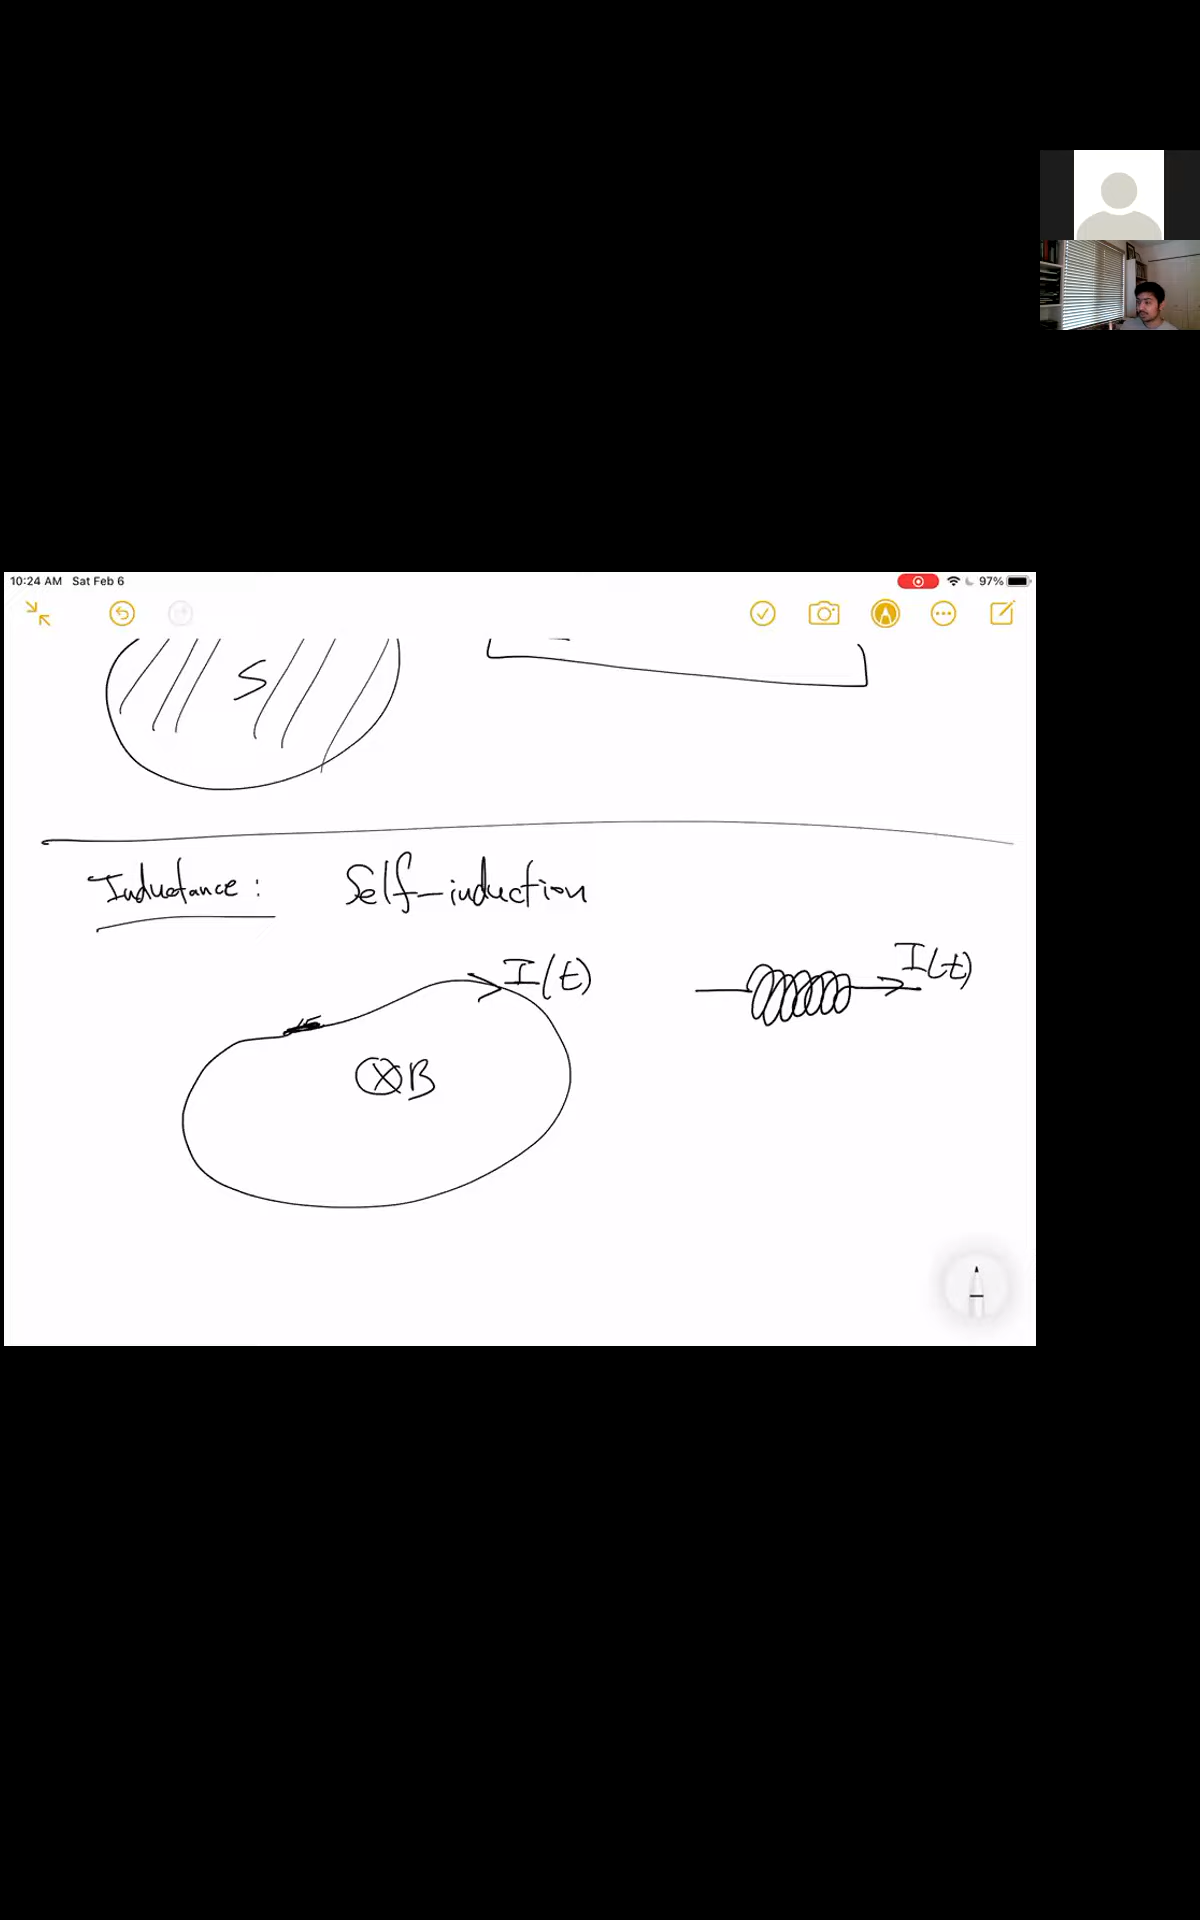 10:24 AM Sat Feb 6 97%
S
Inductance: Self-induction
I(t) I(t)
⊗B